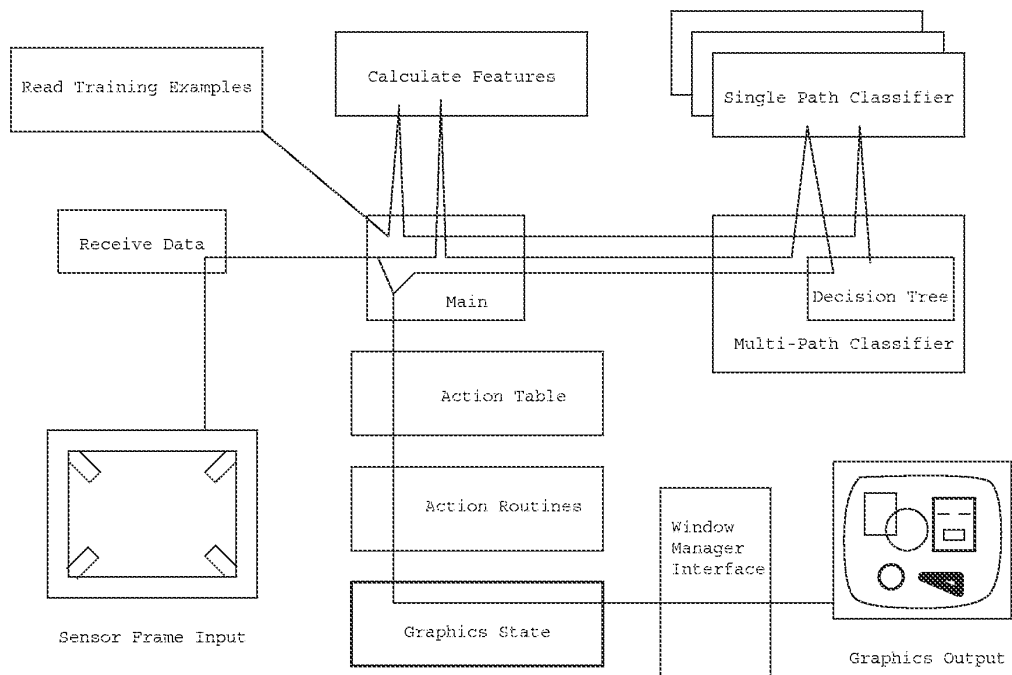 Read Training Examples
Calculate Features
Single Path Classifier
Receive Data
Main
Decision Tree
Multi-Path Classifier
Action Table
Action Routines
Window
Manager
Interface
Graphics State
Sensor Frame Input
Graphics Output